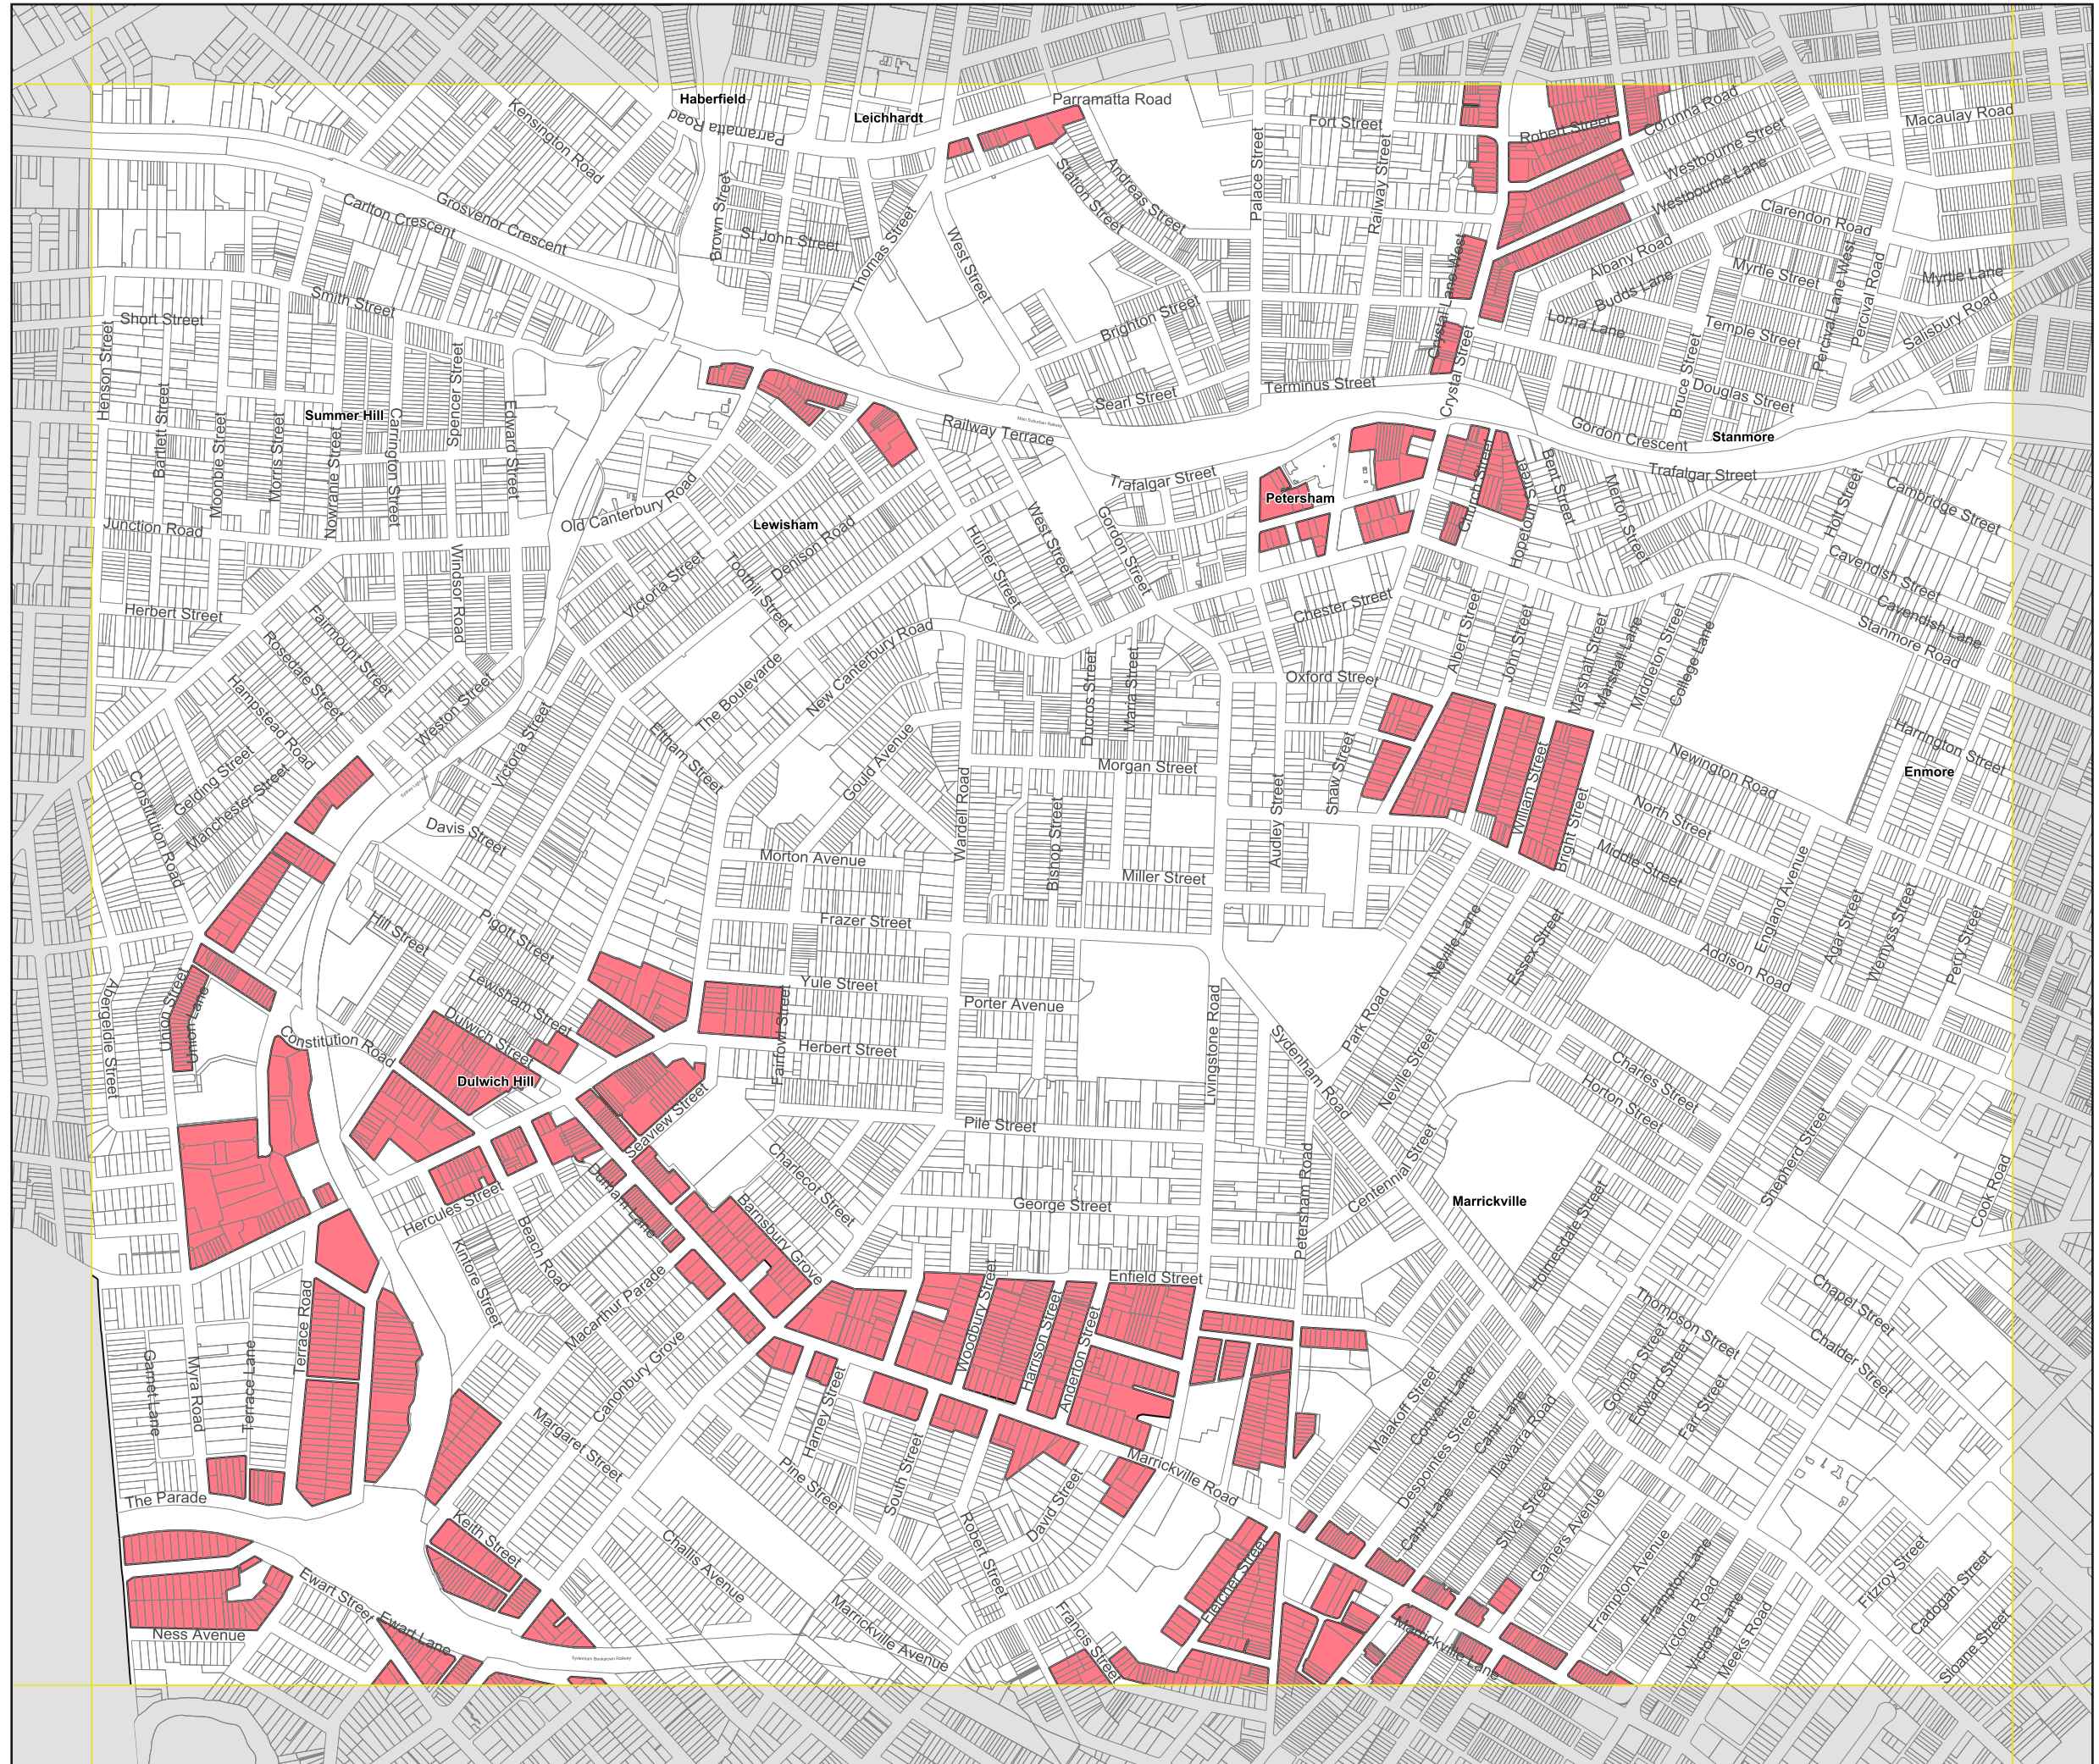 Haberfield
Leichhardt
Parramatta Road
Parramatta Road
Kensington Road
Fort Street
Robert Street
Corunna Road
Macaulay Road
Westbourne Street
Westbourne Lane
Palace Street
Railway Street
Station Street
Andreas Street
Brown Street
St John Street
Thomas Street
West Street
Carlton Crescent
Grosvenor Crescent
Clarendon Road
Albany Road
Budds Lane
Myrtle Street
Myrtle Lane
Percival Lane West
Percival Road
Salisbury Road
Smith Street
Short Street
Henson Street
Brighton Street
Crystal Lane West
Crystal Street
Lorna Lane
Temple Street
Bruce Street
Douglas Street
Terminus Street
Searl Street
Spencer Street
Edward Street
Summer Hill
Bartlett Street
Moonbie Street
Morris Street
Nowranie Street
Carrington Street
Railway Terrace
Main Suburban Railway
Gordon Crescent
Stanmore
Trafalgar Street
Trafalgar Street
Petersham
Church Street
Hopetoun Street
Bent Street
Merton Street
Holt Street
Cambridge Street
Old Canterbury Road
Lewisham
Denison Road
Junction Road
Windsor Road
Victoria Street
Toothill Street
Hunter Street
West Street
Gordon Street
Cavendish Street
Cavendish Lane
Stanmore Road
Herbert Street
Fairmount Street
Rosedale Street
Hampstead Road
Chester Street
Albert Street
John Street
Marshall Street
Marshall Lane
Middleton Street
College Lane
New Canterbury Road
The Boulevarde
Weston Street
Victoria Street
Eltham Street
Gould Avenue
Ducros Street
Maria Street
Oxford Street
Newington Road
Harrington Street
Enmore
Constitution Road
Gelding Street
Manchester Street
Sydney Light Rail
Davis Street
Morgan Street
Wardell Road
Bishop Street
Audley Street
Shaw Street
William Street
Bright Street
North Street
Middle Street
Morton Avenue
Miller Street
England Avenue
Agar Street
Wemyss Street
Perry Street
Addison Road
Hill Street
Pigott Street
Frazer Street
Neville Lane
Essex Street
Lewisham Street
Yule Street
Porter Avenue
Livingstone Road
Park Road
Abergeldie Street
Union Street
Union Lane
Constitution Road
Dulwich Street
Dulwich Hill
Fairfowl Street
Herbert Street
Sydenham Road
Neville Street
Charles Street
Horton Street
Seaview Street
Pile Street
Charlecot Street
Centennial Street
Shepherd Street
Petersham Road
Marrickville
Cook Road
Durham Lane
Hercules Street
Beach Road
Kintore Street
Barnsbury Grove
George Street
Homesdale Street
Enfield Street
Macarthur Parade
Canonbury Grove
Terrace Road
Woodbury Street
Harrison Street
Anderton Street
Thompson Street
Chapel Street
Chalder Street
Garnet Lane
Myra Road
Terrace Lane
Margaret Street
Harney Street
Malakoff Street
Convent Lane
Despointes Street
Calvert Lane
Illawarra Road
Gorman Street
Edward Street
Farr Street
The Parade
Pine Street
South Street
Marrickville Road
David Street
Robert Street
Silver Street
Garners Avenue
Keith Street
Challis Avenue
Calvert Lane
Fletcher Street
Frampton Avenue
Frampton Lane
Victoria Road
Victoria Lane
Meeks Road
Fitzroy Street
Cadogan Street
Sloane Street
Ewart Street
Ewart Lane
Ness Avenue
Sydenham Bankstown Railway
Marrickville Avenue
Francis Street
Marrickville Lane